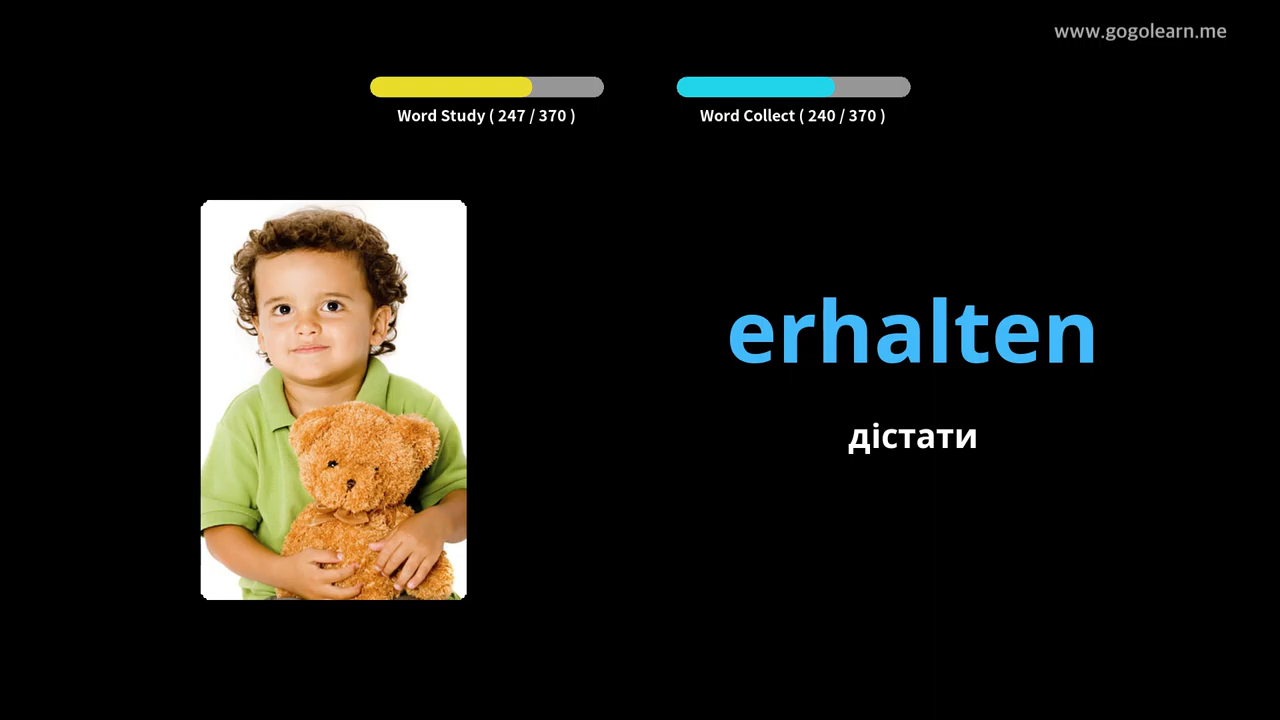 www.gogolearn.me
Word Study ( 247 / 370 )
Word Collect ( 240 / 370 )
erhalten
дістати